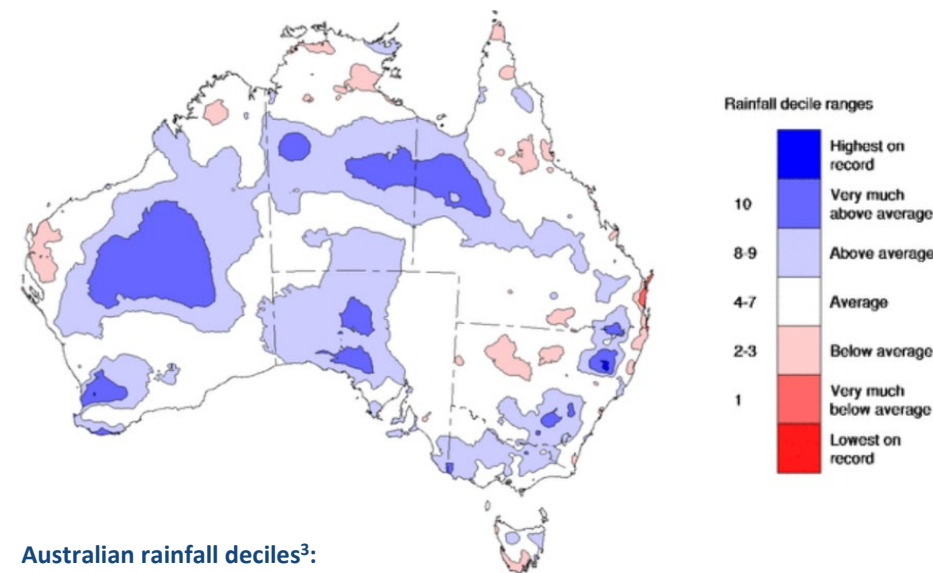 Rainfall decile ranges
Highest on
record
10
Very much
above average
8-9
Above average
4-7
Average
2-3
Below average
1
Very much
below average
Lowest on
record
Australian rainfall deciles³: